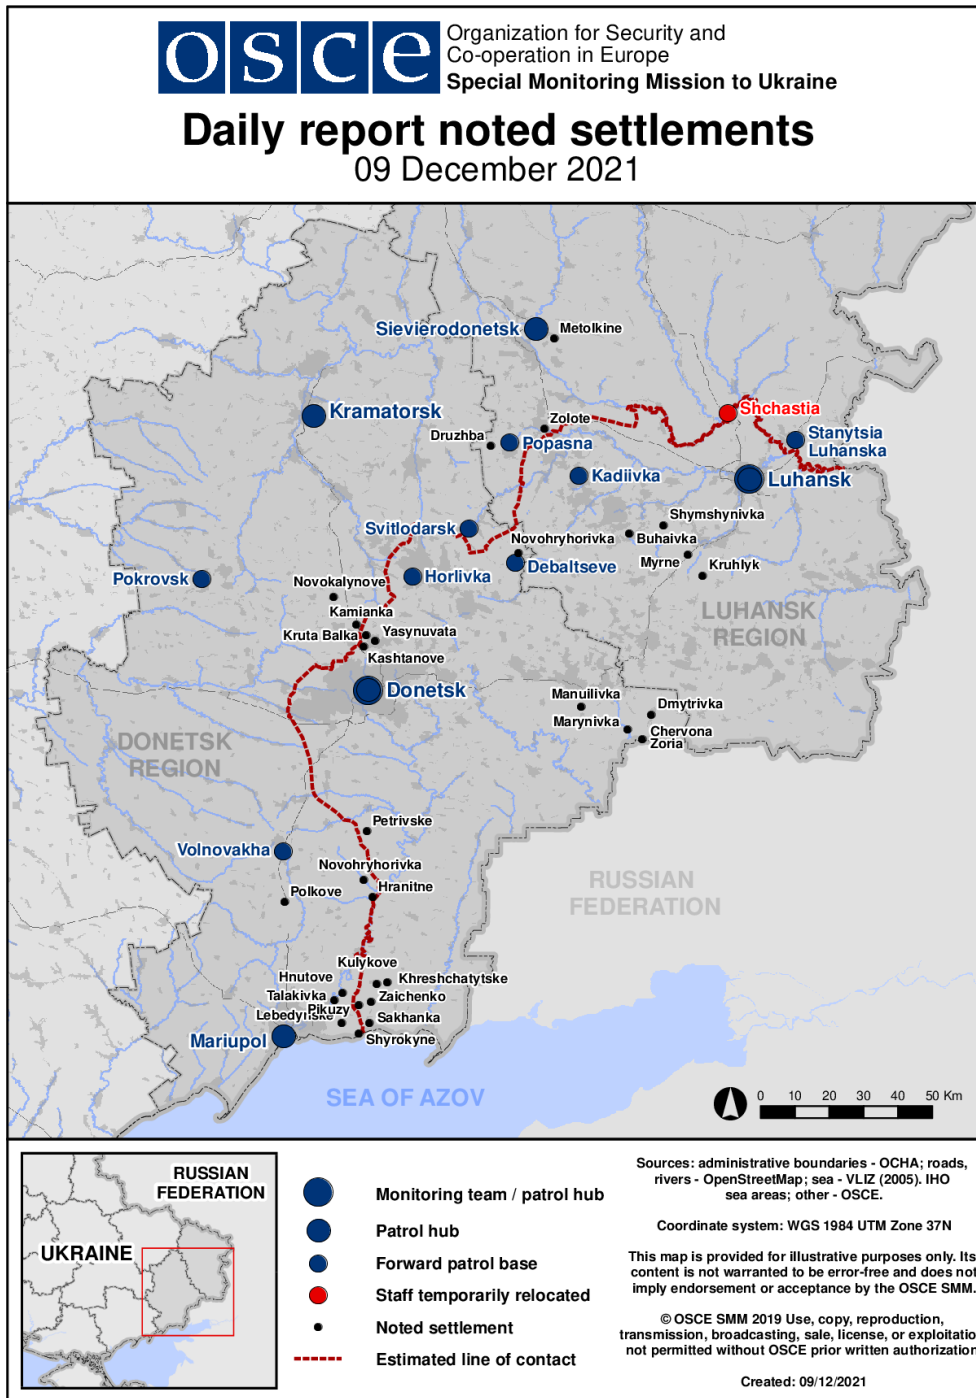 osce
Organization for Security and
Co-operation in Europe
Special Monitoring Mission to Ukraine
Daily report noted settlements
09 December 2021
Sievierodonetsk
Metolkine
Kramatorsk
Shchastia
Zolote
Druzhba
Popasna
Stanytsia
Luhanska
Kadiivka
Luhansk
Svitlodarsk
Shymshynivka
Novohryhorivka
Buhaivka
Myrne
Kruhlyk
Debaltseve
Pokrovsk
Horlivka
Novokalynove
Kamianka
Kruta Balka
Yasynuvata
Kashtanove
LUHANSK
REGION
Donetsk
Manuilivka
Dmytrivka
Marynivka
Chervona
Zoria
DONETSK
REGION
Petrivske
Volnovakha
Novohryhorivka
Polkove
Hranitne
RUSSIAN
FEDERATION
Kulykove
Hnutove
Khreshchatytske
Talakivka
Pikuzy
Zaichenko
Lebedynske
Sakhanka
Mariupol
Shyrokyne
SEA OF AZOV
0 10 20 30 40 50 Km
RUSSIAN
FEDERATION
UKRAINE
Monitoring team / patrol hub
Patrol hub
Forward patrol base
Staff temporarily relocated
Noted settlement
Estimated line of contact
Sources: administrative boundaries - OCHA; roads,
rivers - OpenStreetMap; sea - VLIZ (2005). IHO
sea areas; other - OSCE.
Coordinate system: WGS 1984 UTM Zone 37N
This map is provided for illustrative purposes only. Its
content is not warranted to be error-free and does not
imply endorsement or acceptance by the OSCE SMM.
© OSCE SMM 2019 Use, copy, reproduction,
transmission, broadcasting, sale, license, or exploitatio
not permitted without OSCE prior written authorization
Created: 09/12/2021